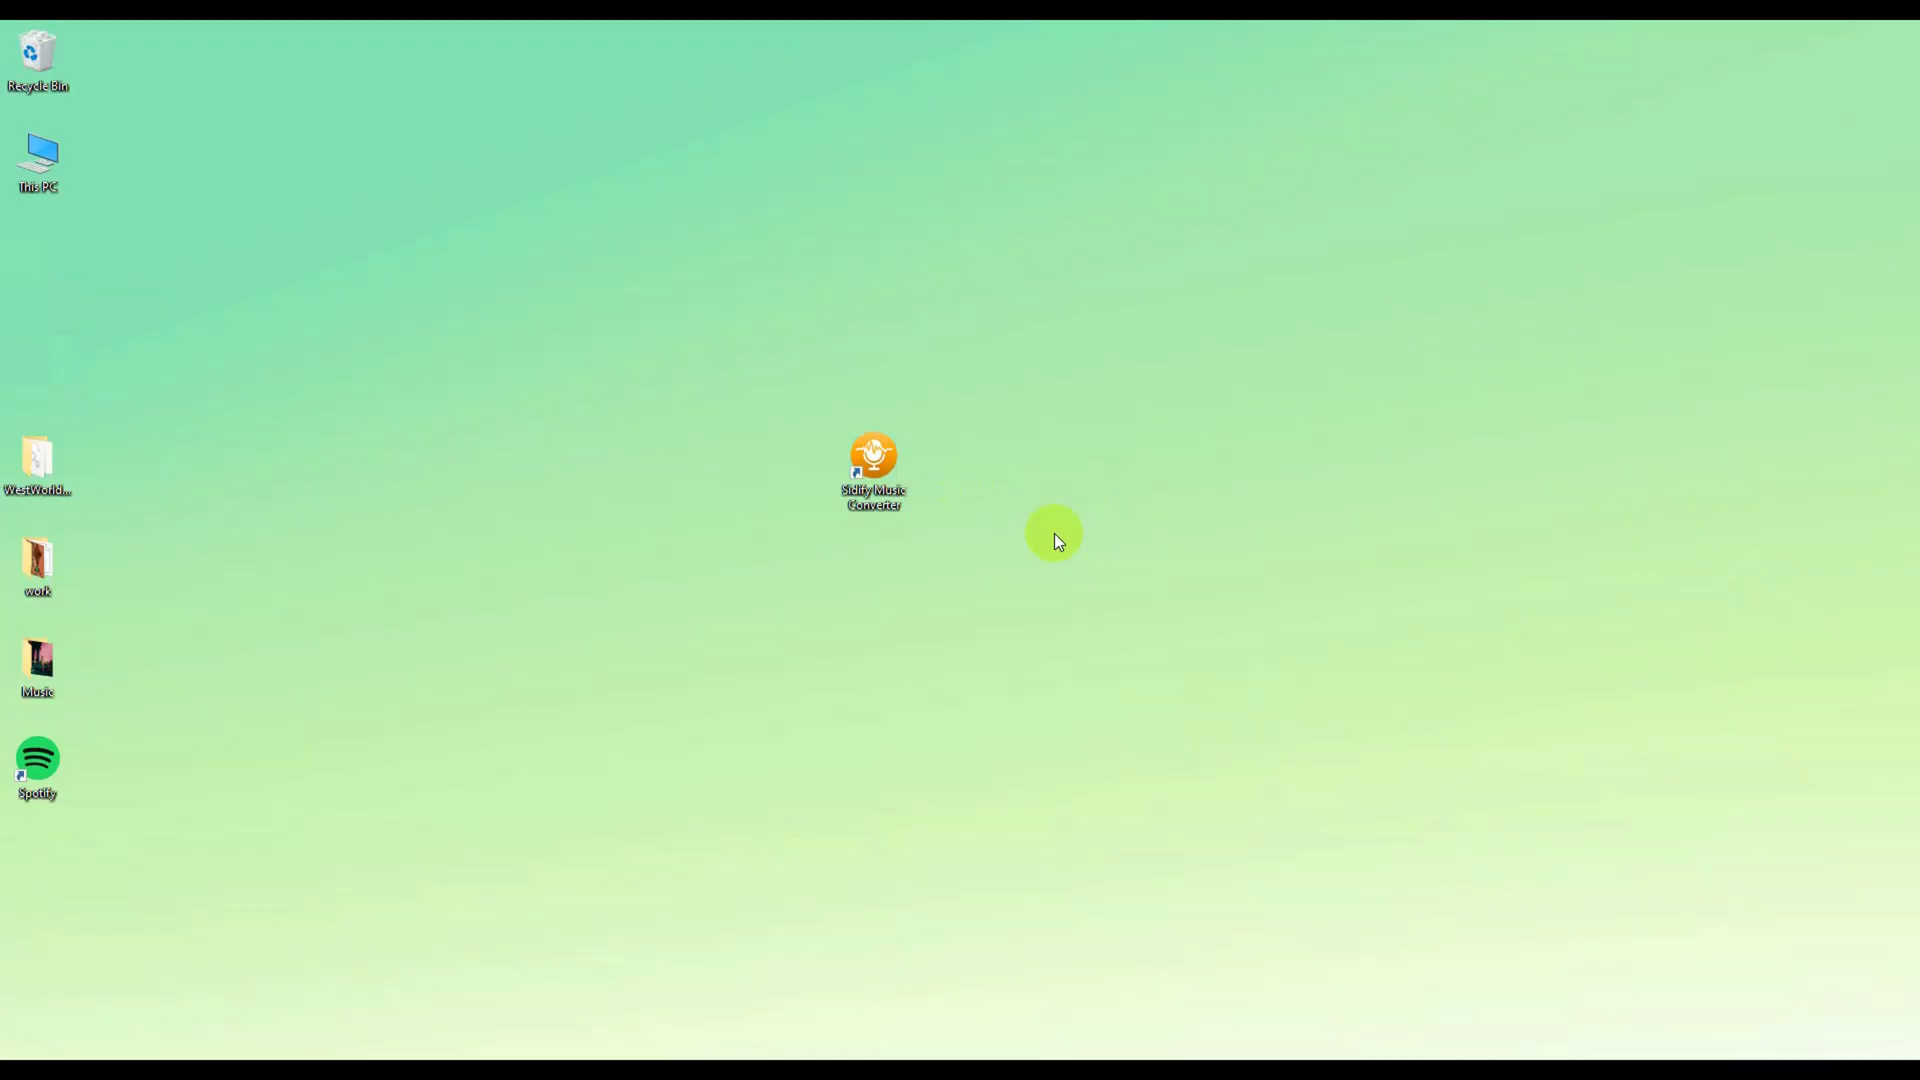 Recycle Bin
This PC
WestWorld...
work
Music
Spotify
Sidify Music
Converter